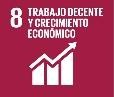 8 TRABAJO DECENTE
Y CRECIMIENTO
ECONÓMICO